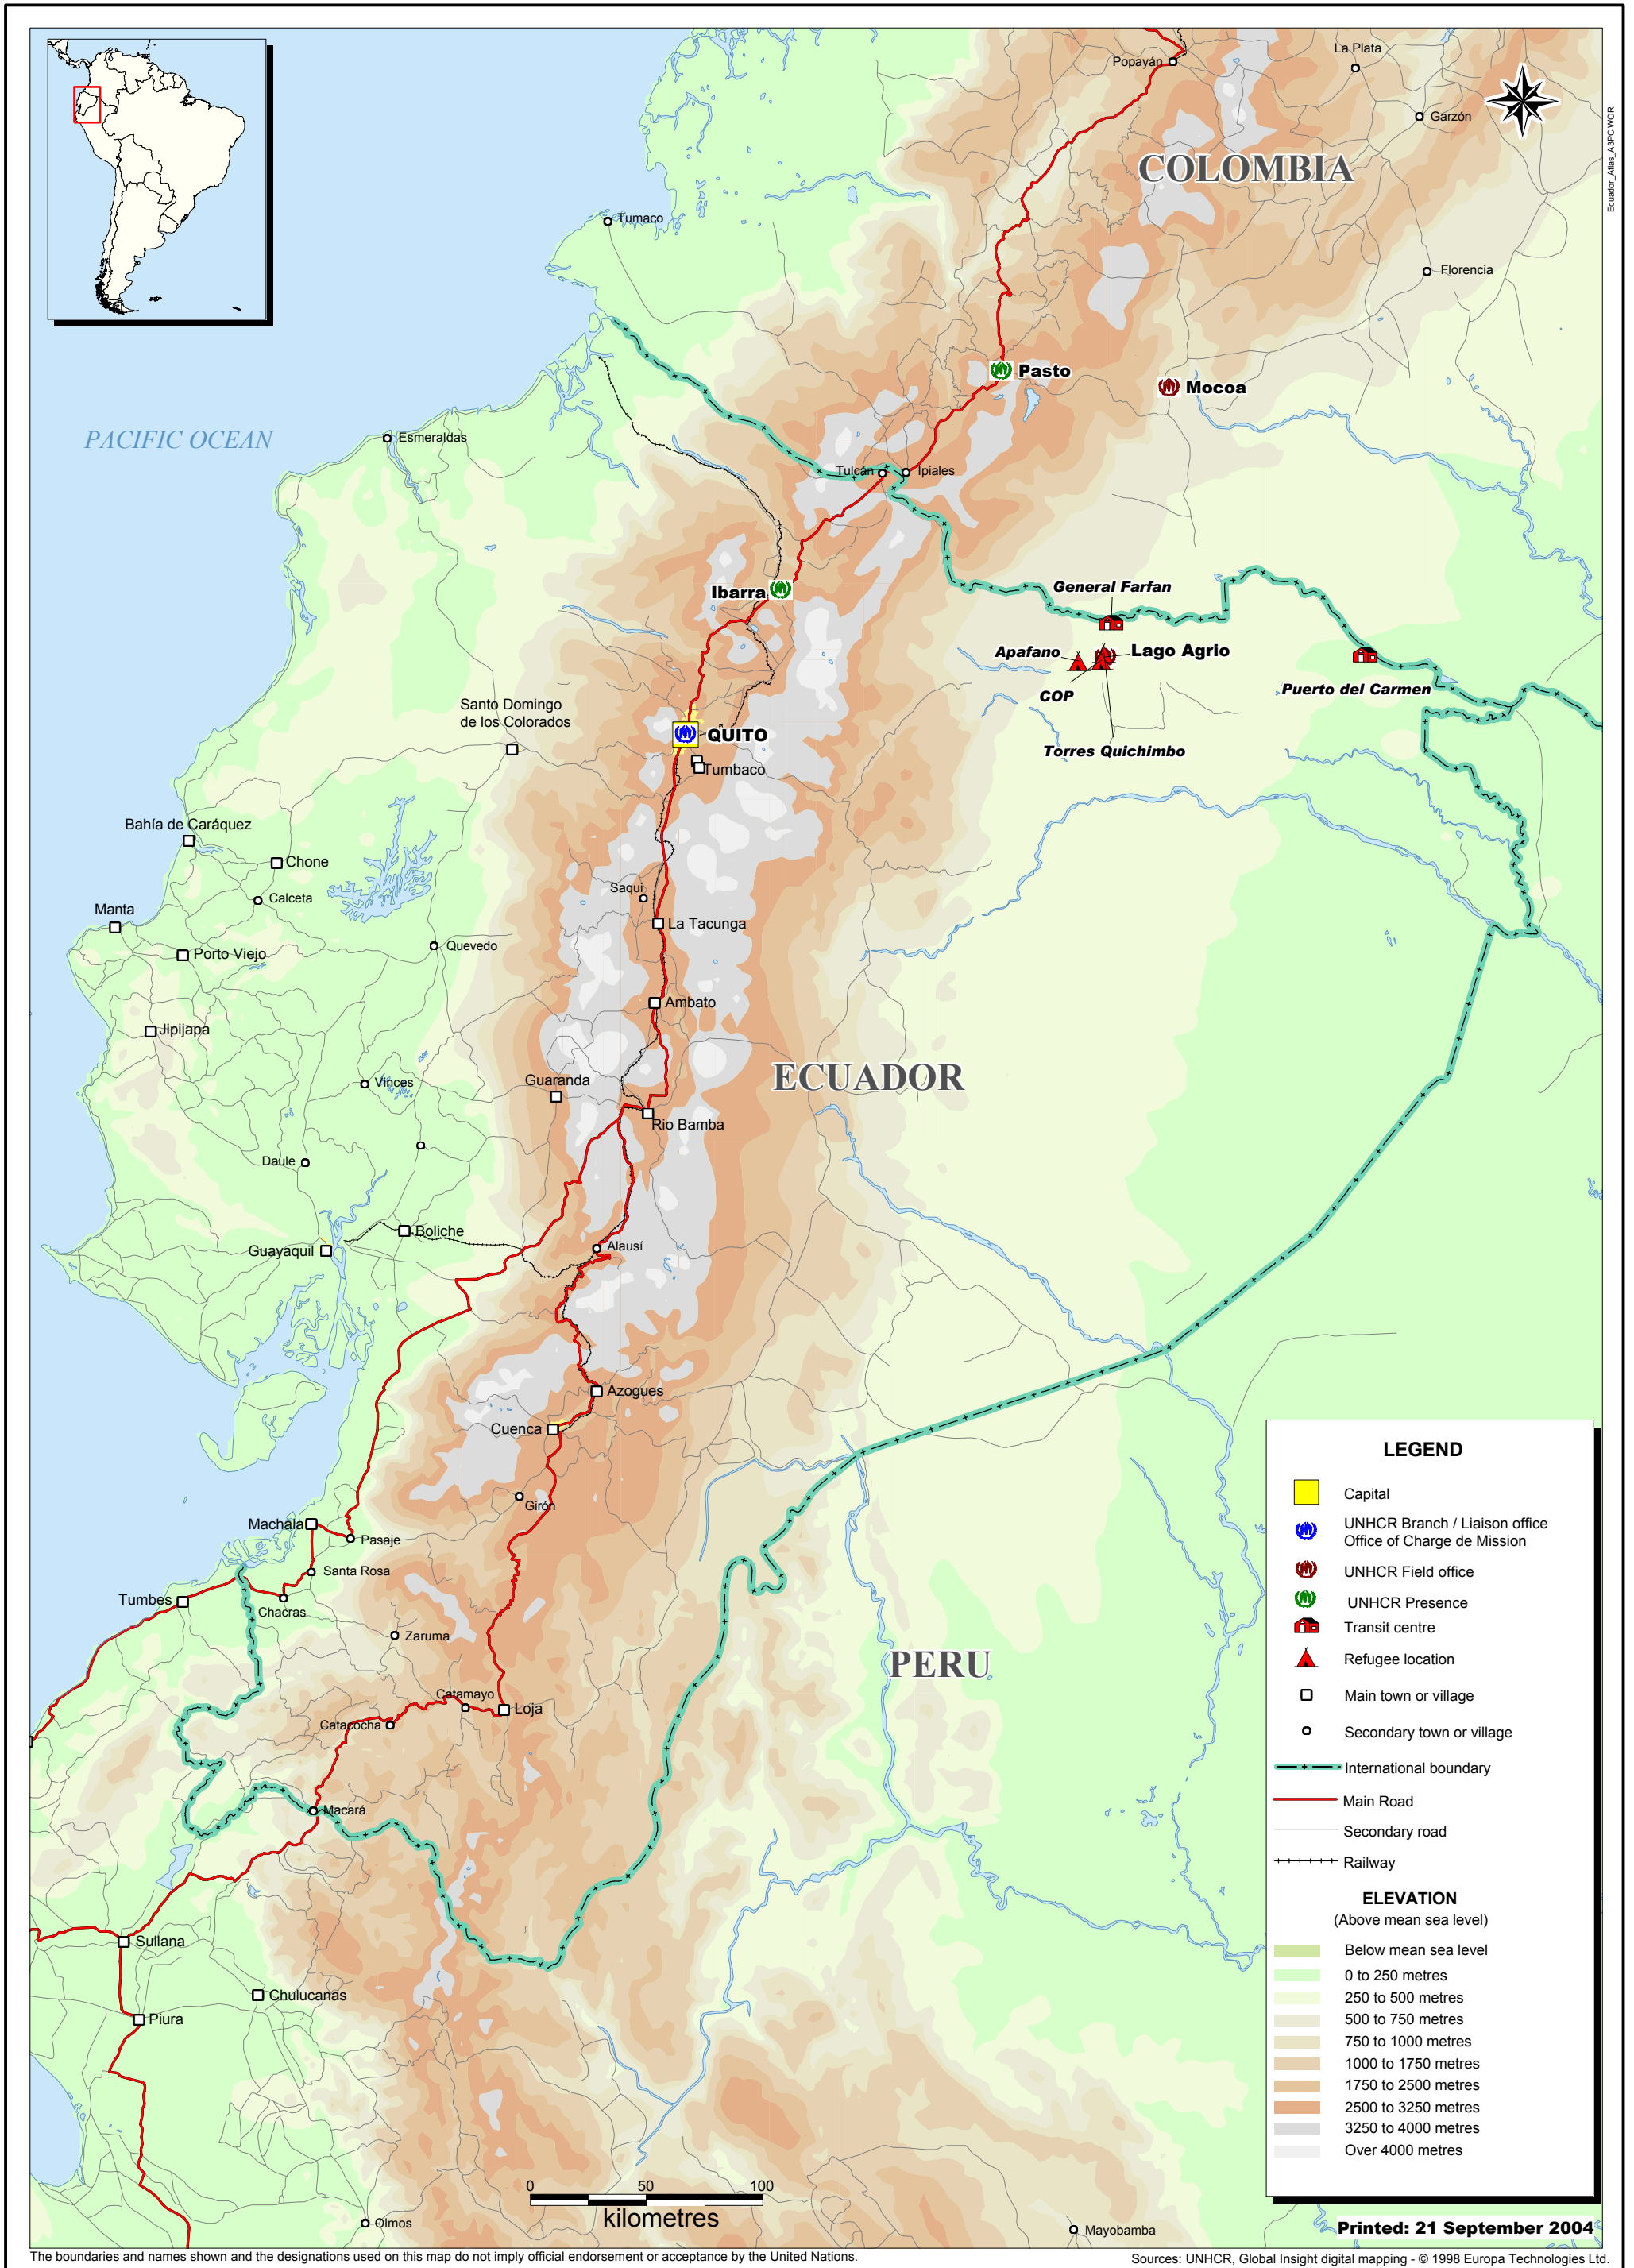 Popayán
La Plata
Garzón
COLOMBIA
Ecuador_Atlas_A3PC.WOR
Tumaco
Florencia
Pasto
Mocoa
PACIFIC OCEAN
Esmeraldas
Tulcán
Ipiales
General Farfan
Ibarra
Apafano
Lago Agrio
COP
Puerto del Carmen
Santo Domingo
de los Colorados
QUITO
Torres Quichimbo
Tumbaco
Bahía de Caráquez
Chone
Saqui
Calceta
Manta
La Tacunga
Quevedo
Porto Viejo
Ambato
Jipijapa
ECUADOR
Guaranda
Vinces
Rio Bamba
Daule
Boliche
Guayaquil
Alausí
Azogues
Cuenca
Girón
Machala
Pasaje
Santa Rosa
Tumbes
Chacras
Zaruma
PERU
Catamayo
Loja
Catacocha
Macará
Sullana
Chulucanas
Piura
Olmos
Mayobamba
LEGEND
Capital
UNHCR Branch / Liaison office
Office of Charge de Mission
UNHCR Field office
UNHCR Presence
Transit centre
Refugee location
Main town or village
Secondary town or village
International boundary
Main Road
Secondary road
Railway
ELEVATION
(Above mean sea level)
Below mean sea level
0 to 250 metres
250 to 500 metres
500 to 750 metres
750 to 1000 metres
1000 to 1750 metres
1750 to 2500 metres
2500 to 3250 metres
3250 to 4000 metres
Over 4000 metres
0 50 100
kilometres
Printed: 21 September 2004
The boundaries and names shown and the designations used on this map do not imply official endorsement or acceptance by the United Nations.
Sources: UNHCR, Global Insight digital mapping - © 1998 Europa Technologies Ltd.